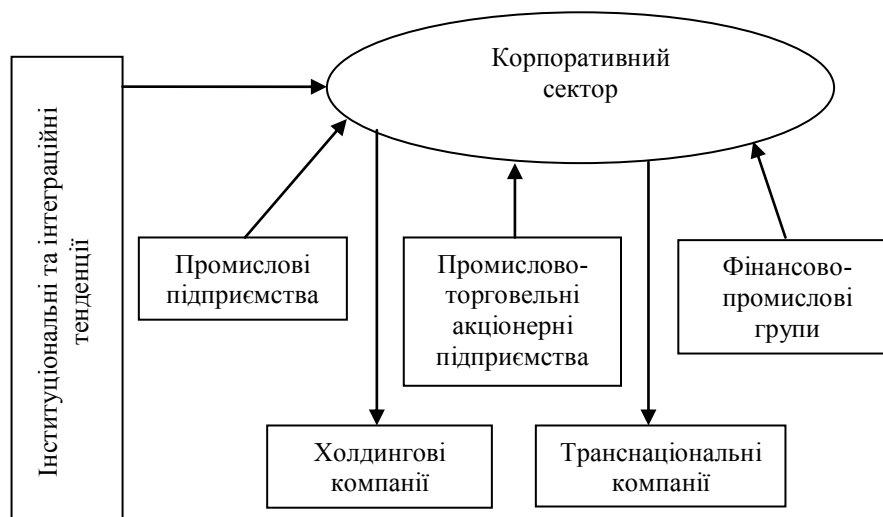 Інституціональні та інтеграційні
тенденції
Корпоративний
сектор
Промислові
підприємства
Промислово-
торговельні
акціонерні
підприємства
Фінансово-
промислові
групи
Холдингові
компанії
Транснаціональні
компанії